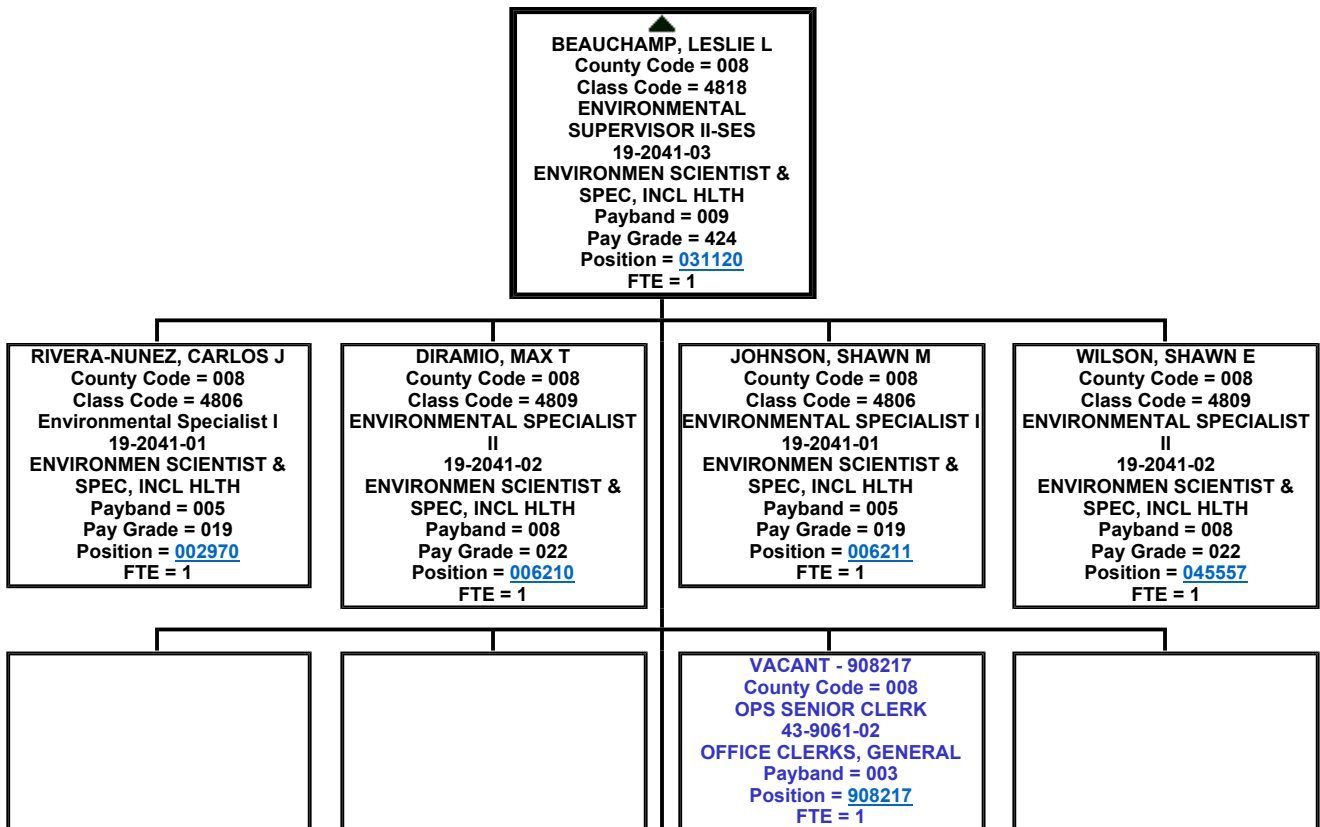 BEAUCHAMP, LESLIE L
County Code = 008
Class Code = 4818
ENVIRONMENTAL
SUPERVISOR II-SES
19-2041-03
ENVIRONMEN SCIENTIST &
SPEC, INCL HLTH
Payband = 009
Pay Grade = 424
Position = 031120
FTE = 1
RIVERA-NUNEZ, CARLOS J
County Code = 008
Class Code = 4806
Environmental Specialist I
19-2041-01
ENVIRONMEN SCIENTIST &
SPEC, INCL HLTH
Payband = 005
Pay Grade = 019
Position = 002970
FTE = 1
DIRAMIO, MAX T
County Code = 008
Class Code = 4809
ENVIRONMENTAL SPECIALIST
II
19-2041-02
ENVIRONMEN SCIENTIST &
SPEC, INCL HLTH
Payband = 008
Pay Grade = 022
Position = 006210
FTE = 1
JOHNSON, SHAWN M
County Code = 008
Class Code = 4806
ENVIRONMENTAL SPECIALIST I
19-2041-01
ENVIRONMEN SCIENTIST &
SPEC, INCL HLTH
Payband = 005
Pay Grade = 019
Position = 006211
FTE = 1
WILSON, SHAWN E
County Code = 008
Class Code = 4809
ENVIRONMENTAL SPECIALIST
II
19-2041-02
ENVIRONMEN SCIENTIST &
SPEC, INCL HLTH
Payband = 008
Pay Grade = 022
Position = 045557
FTE = 1
VACANT - 908217
County Code = 008
OPS SENIOR CLERK
43-9061-02
OFFICE CLERKS, GENERAL
Payband = 003
Position = 908217
FTE = 1